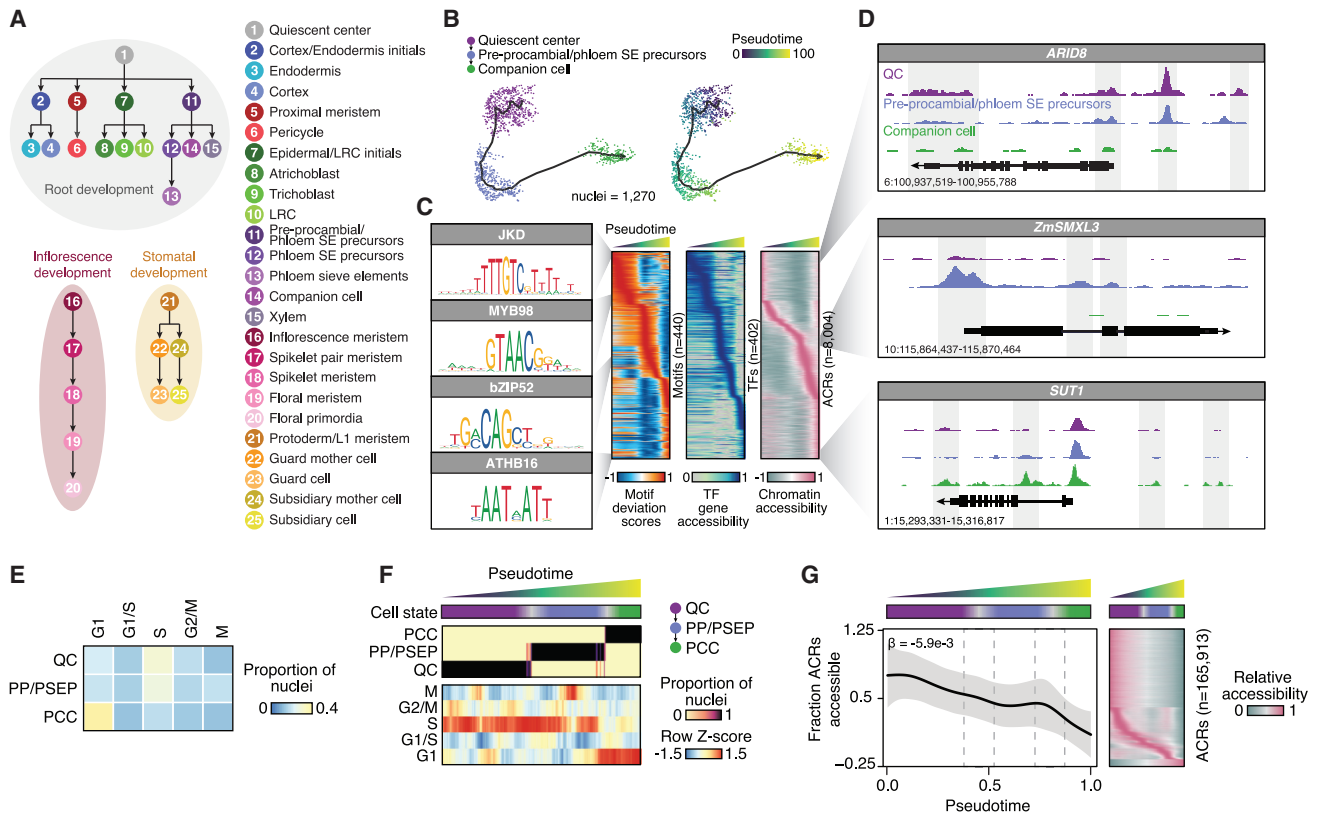 A
1
2
5
7
11
3
4
6
8
9
10
12
14
15
Root development
13
Inflorescence
development
Stomatal
development
16
17
18
19
20
21
22
24
23
25
1 Quiescent center
2 Cortex/Endodermis initials
3 Endodermis
4 Cortex
5 Proximal meristem
6 Pericycle
7 Epidermal/LRC initials
8 Atrichoblast
9 Trichoblast
10 LRC
11 Pre-procambial/
Phloem SE precursors
12 Phloem SE precursors
13 Phloem sieve elements
14 Companion cell
15 Xylem
16 Inflorescence meristem
17 Spikelet pair meristem
18 Spikelet meristem
19 Floral meristem
20 Floral primordia
21 Protoderm/L1 meristem
22 Guard mother cell
23 Guard cell
24 Subsidiary mother cell
25 Subsidiary cell
B
Quiescent center
Pre-procambial/phloem SE precursors
Companion cell
Pseudotime
0 100
nuclei = 1,270
C
JKD
TTTGTC
MYB98
GTAAC
bZIP52
ATHB16
Pseudotime
Motifs (n=440)
TFs (n=402)
ACRs (n=8,004)
-1 1
Motif
deviation
scores
0 1
TF
gene
accessibility
-1 1
Chromatin
accessibility
D
ARID8
QC
Pre-procambial/phloem SE precursors
Companion cell
6:100,937,519-100,955,788
ZmSMXL3
10:115,864,437-115,870,464
SUT1
1:15,293,331-15,316,817
E
G1 G1/S S G2/M M
QC
PP/PSEP
PCC
Proportion of
nuclei
0 0.4
F
Pseudotime
Cell state
PCC
PP/PSEP
QC
M
G2/M
S
G1/S
G1
QC
PP/PSEP
PCC
Proportion of
nuclei
0 1
Row Z-score
-1.5 1.5
G
1.25
0.5
−0.25
Fraction ACRs
accessible
β = -5.9e-3
0.0 0.5 1.0
Pseudotime
ACRs (n=165,913)
Relative
accessibility
0 1